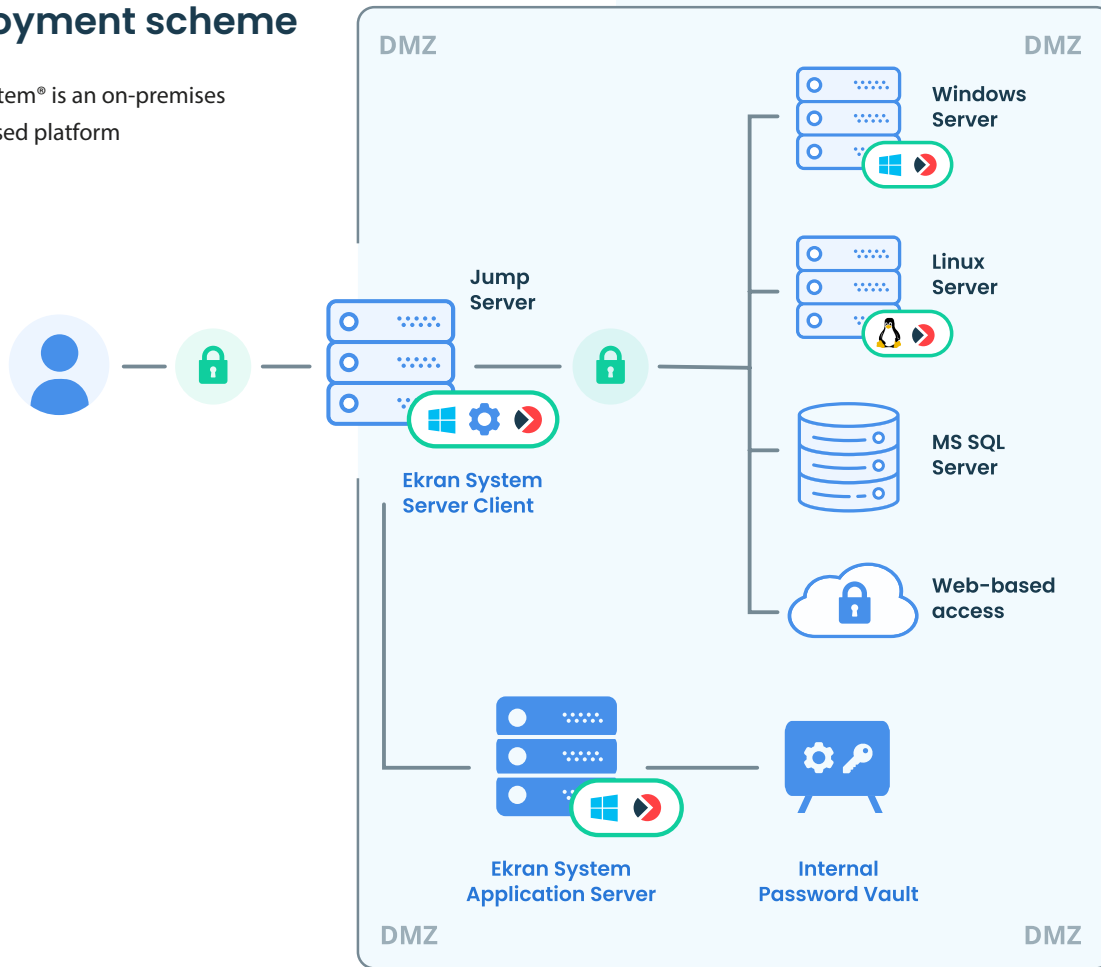 oyment scheme
tem® is an on-premises
sed platform
DMZ
DMZ
Windows
Server
Linux
Server
Jump
Server
MS SQL
Server
Ekran System
Server Client
Web-based
access
Ekran System
Application Server
Internal
Password Vault
DMZ
DMZ